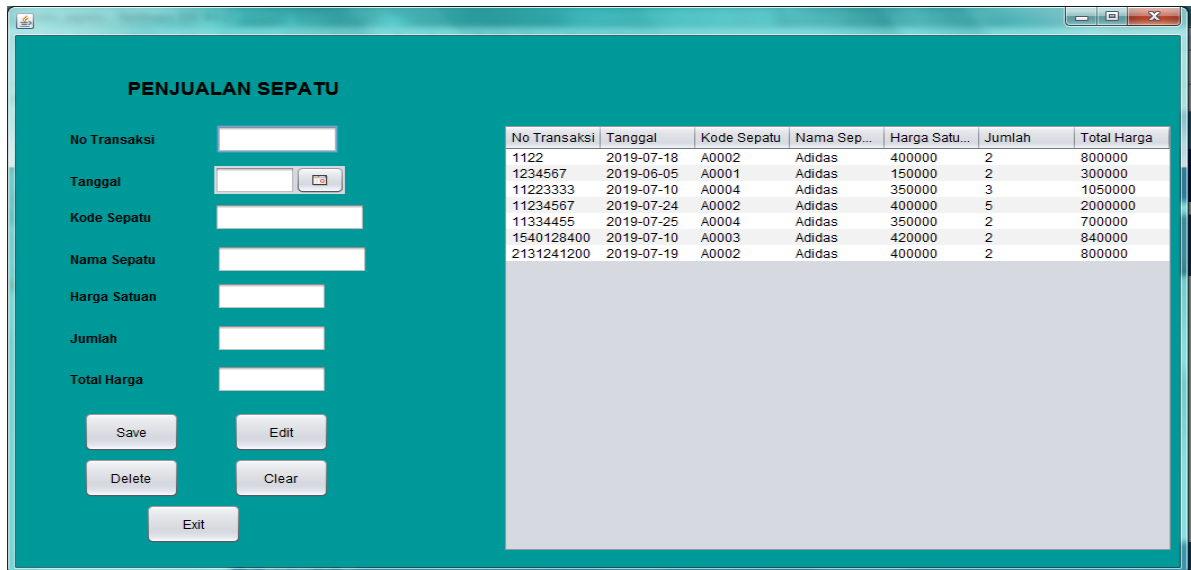 PENJUALAN SEPATU
No Transaksi
Tanggal
Kode Sepatu
Nama Sepatu
Harga Satuan
Jumlah
Total Harga
Save Edit
Delete Clear
Exit
No Transaksi Tanggal Kode Sepatu Nama Sep... Harga Satu... Jumlah Total Harga
1122 2019-07-18 A0002 Adidas 400000 2 800000
1234567 2019-06-05 A0001 Adidas 150000 2 300000
11223333 2019-07-10 A0004 Adidas 350000 3 1050000
11234567 2019-07-24 A0002 Adidas 400000 5 2000000
11334455 2019-07-25 A0004 Adidas 350000 2 700000
1540128400 2019-07-10 A0003 Adidas 420000 2 840000
2131241200 2019-07-19 A0002 Adidas 400000 2 800000